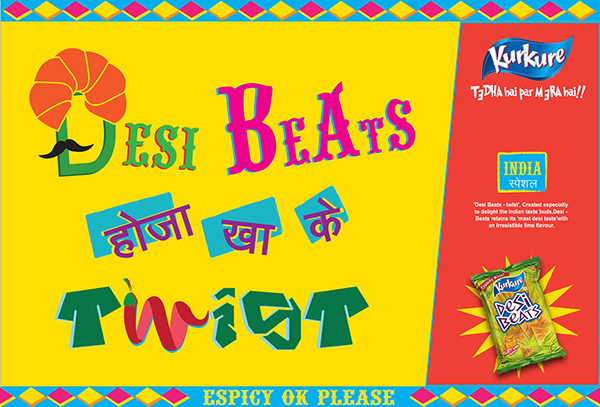 Desi Beats
होजा खा के
Twist
Kurkure
TEDHA hai par MERA hai!!
INDIA
स्पेशल
'Desi Beats - twist', Created especially
to delight the Indian taste buds,Desi -
Beats retains its 'mast desi taste'with
an irresistible lime flavour.
Kurkure
DESI
BEATS
ESPICY OK PLEASE